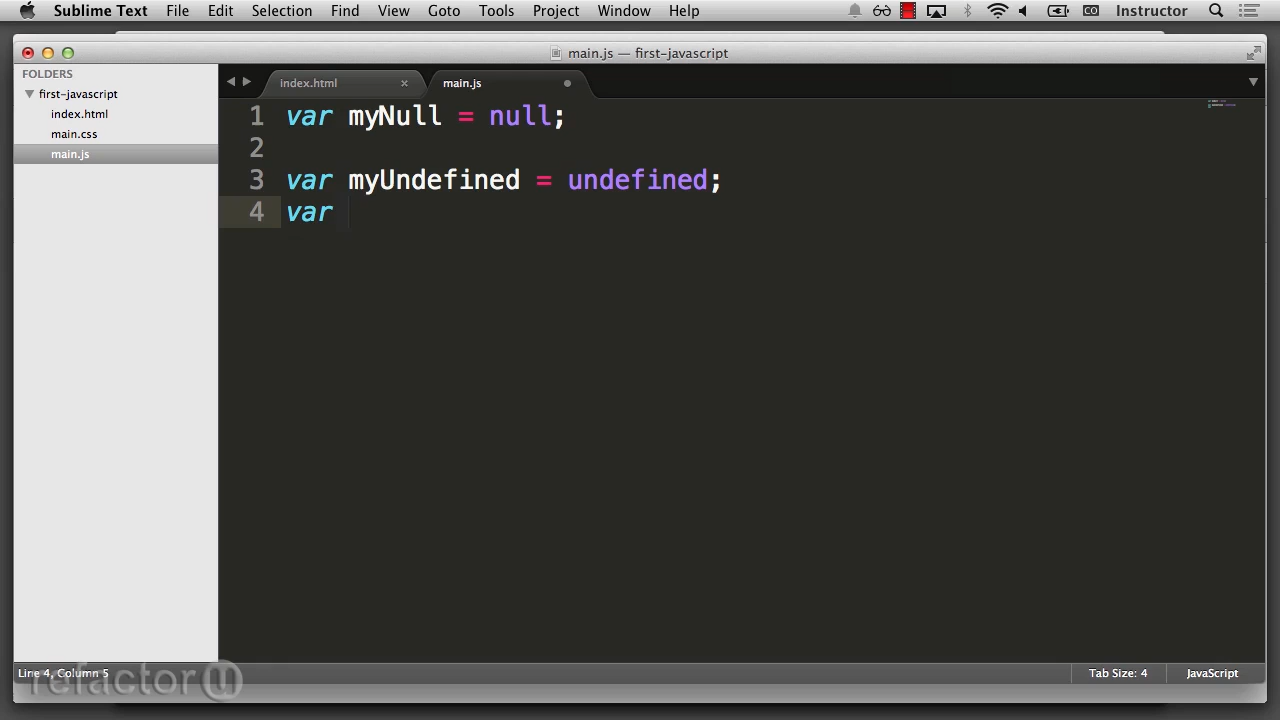 Sublime Text File Edit Selection Find View Goto Tools Project Window Help Instructor
main.js — first-javascript
FOLDERS
first-javascript
index.html
main.css
main.js
index.html × main.js
1 var myNull = null;
2
3 var myUndefined = undefined;
4 var
Line 4, Column 5 Tab Size: 4 JavaScript
refactor u